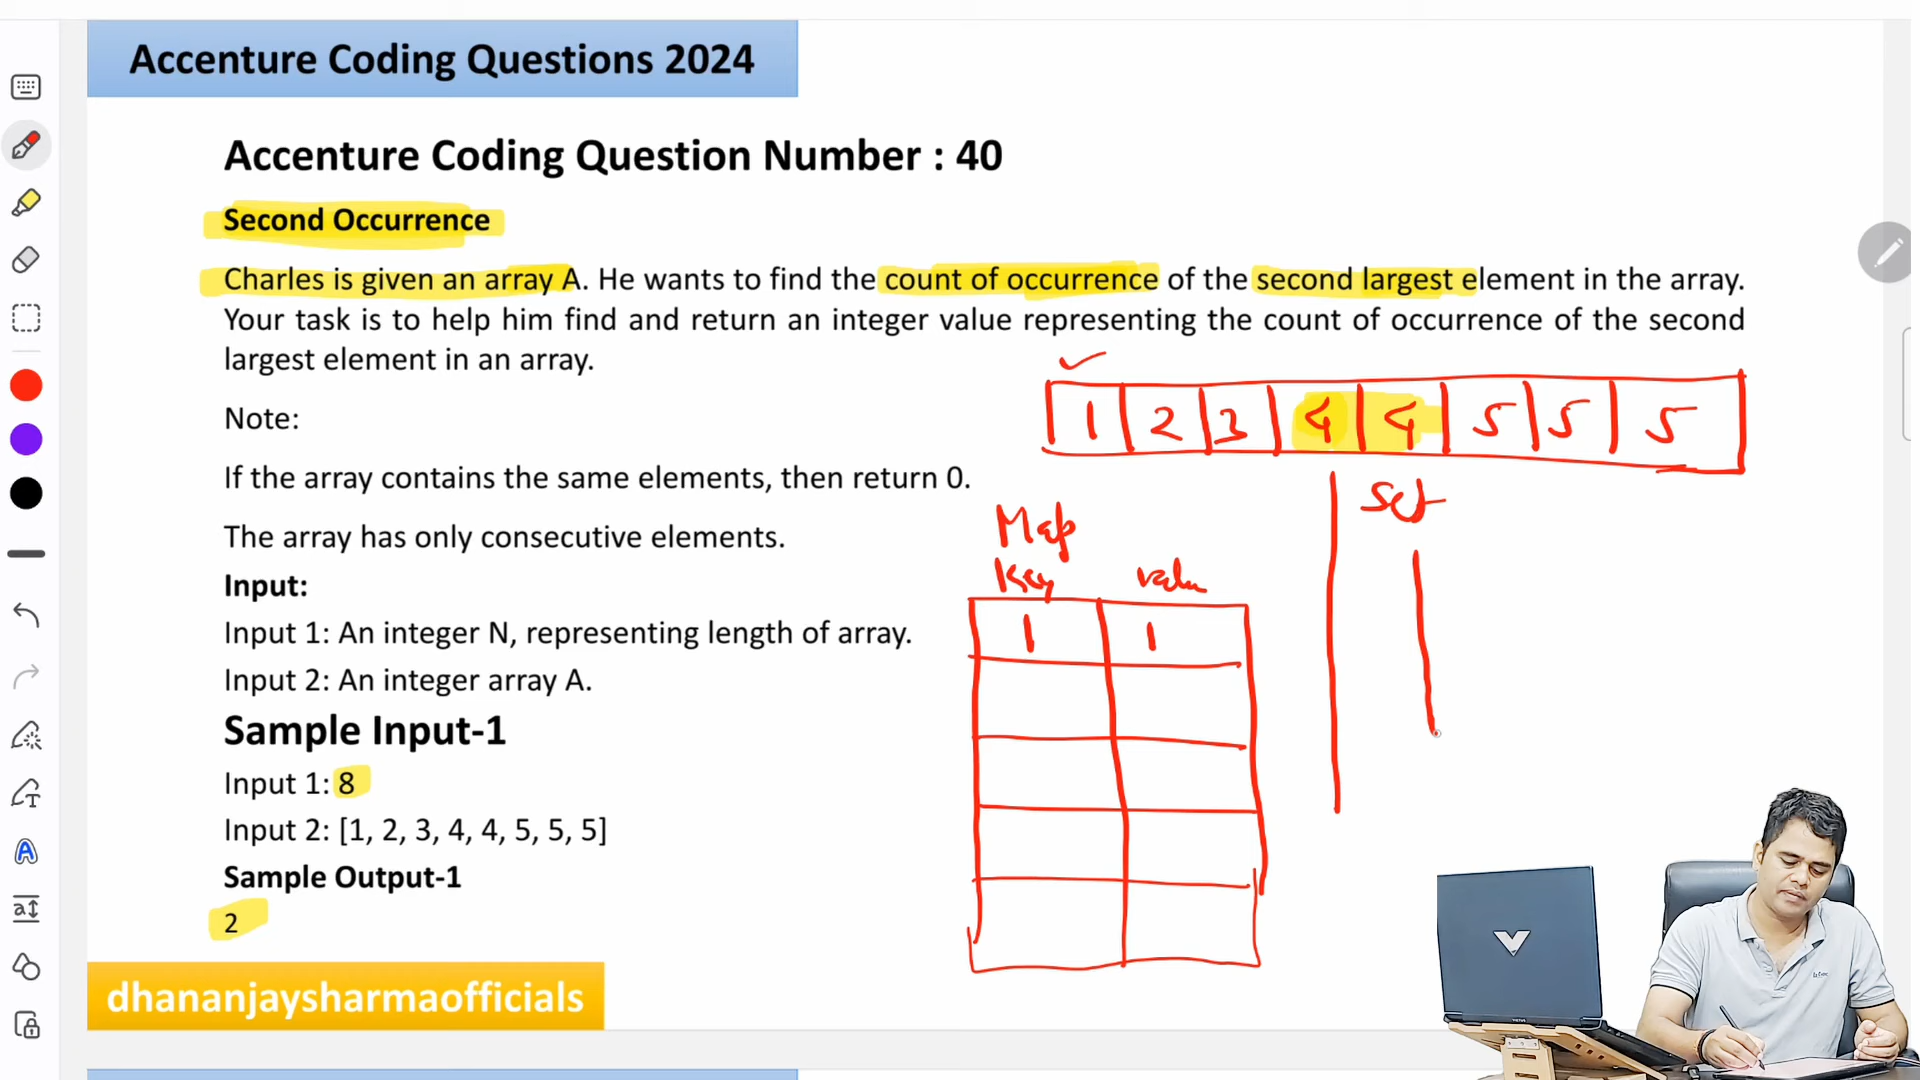 Accenture Coding Questions 2024
Accenture Coding Question Number : 40
Second Occurrence
Charles is given an array A. He wants to find the count of occurrence of the second largest element in the array.
Your task is to help him find and return an integer value representing the count of occurrence of the second
largest element in an array.
1 2 3 4 4 5 5 5
Note:
If the array contains the same elements, then return 0.
Set
Map
The array has only consecutive elements.
Key value
Input:
Input 1: An integer N, representing length of array.
1 1
Input 2: An integer array A.
Sample Input-1
Input 1: 8
Input 2: [1, 2, 3, 4, 4, 5, 5, 5]
Sample Output-1
2
dhananjaysharmaofficials